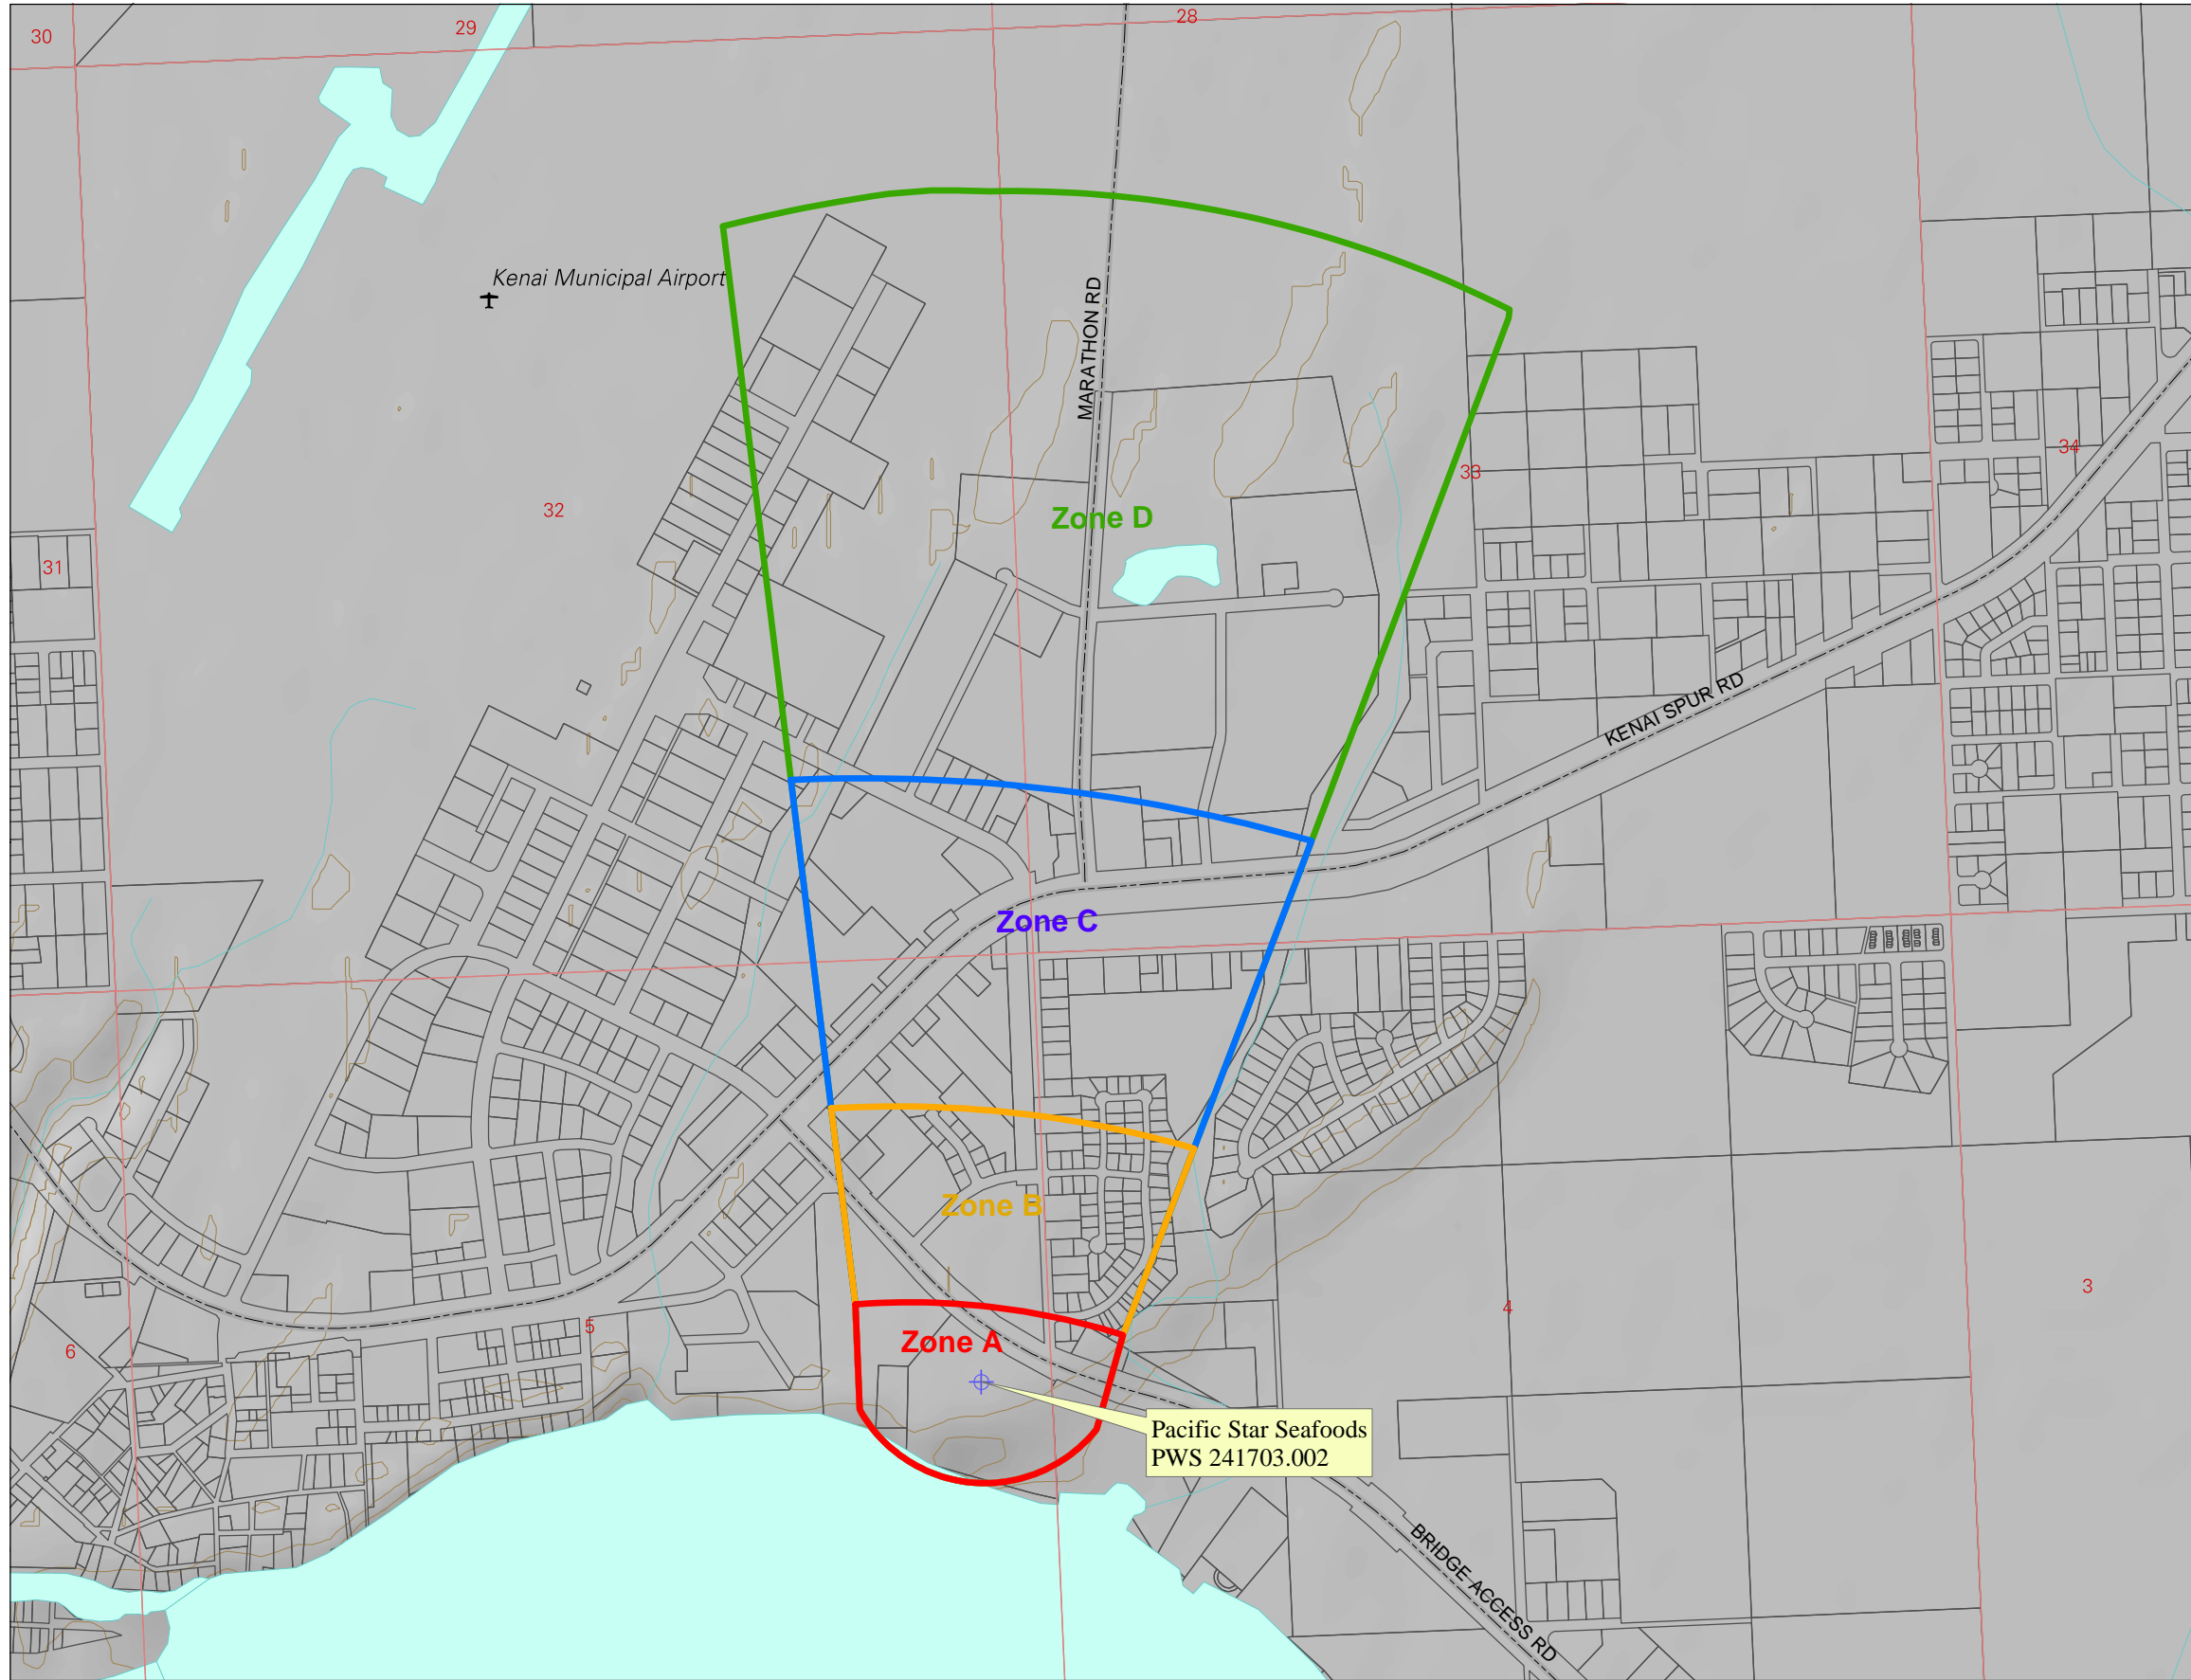 28
29
30
Kenai Municipal Airport
MARATHON RD
34
33
32
Zone D
31
KENAI SPUR RD
Zone C
Zone B
3
4
5
Zone A
6
Pacific Star Seafoods
PWS 241703.002
BRIDGE ACCESS RD